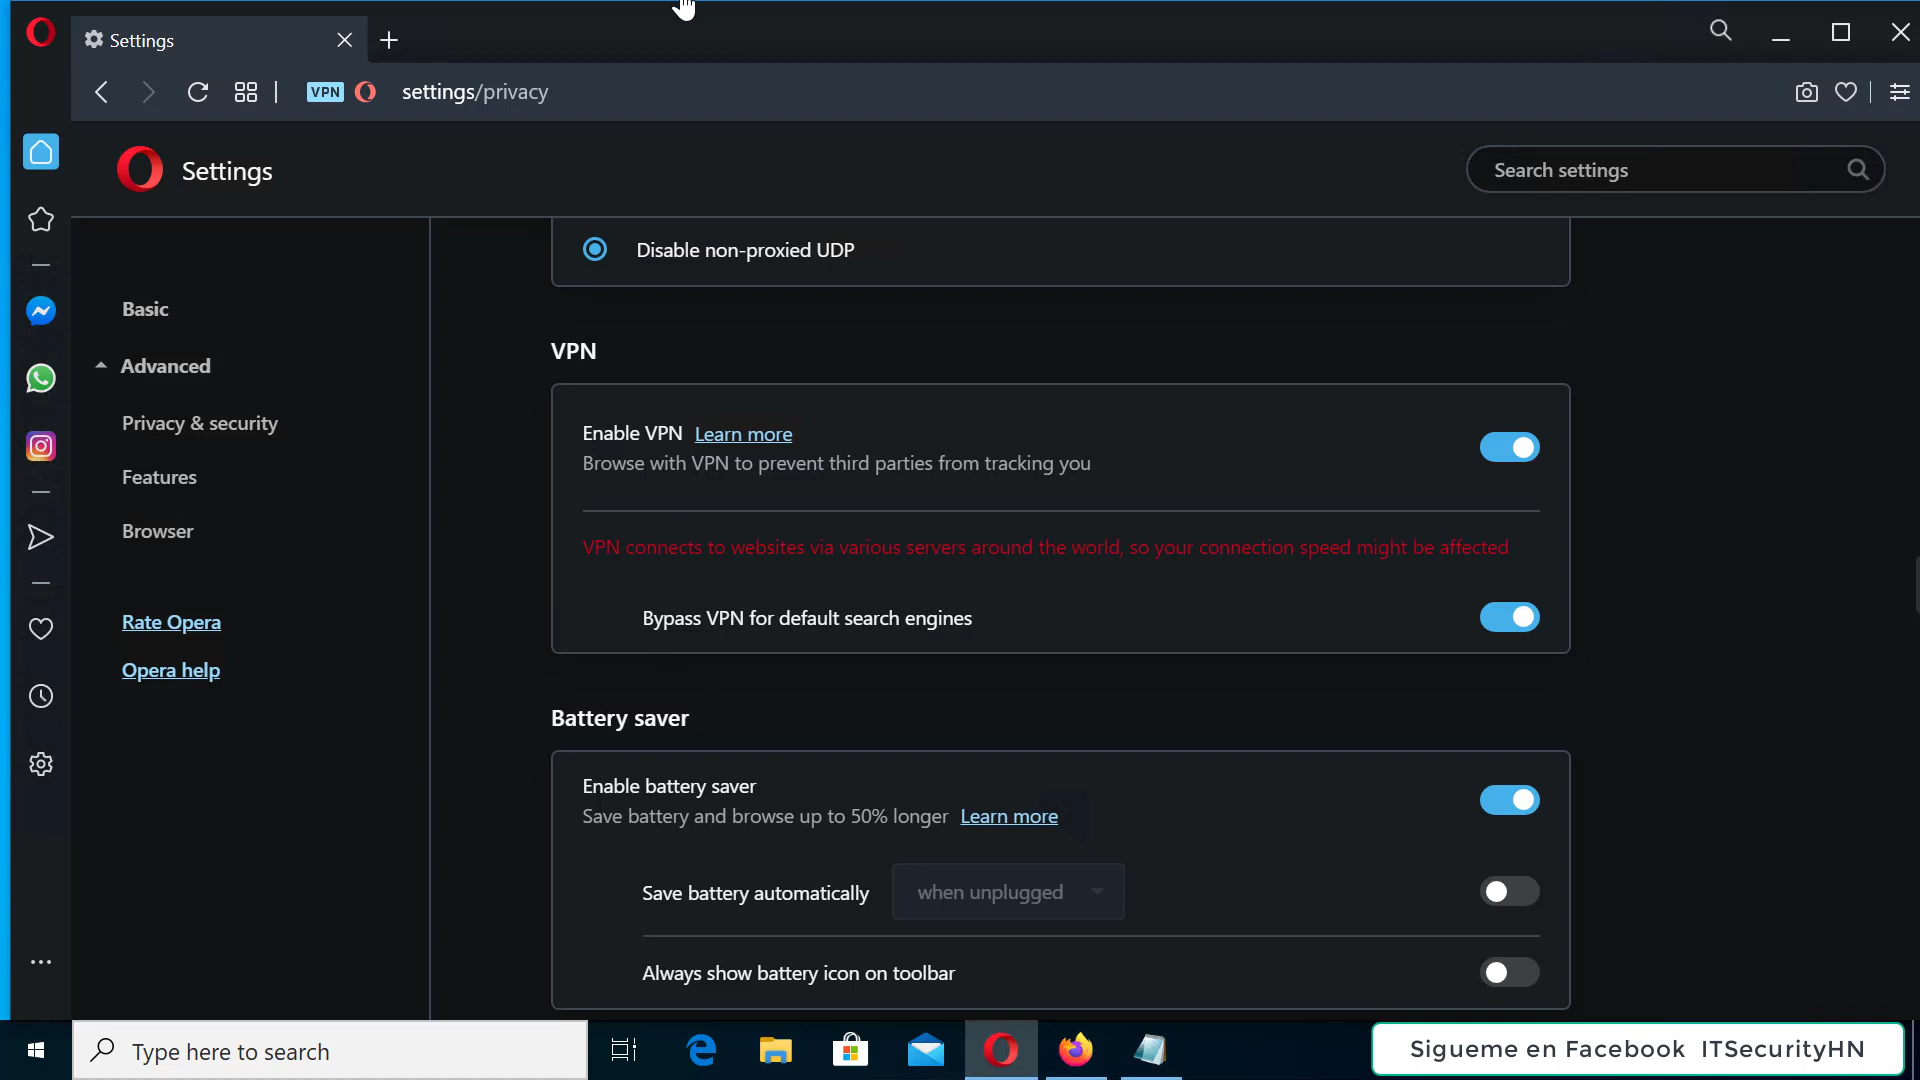 Settings
VPN
settings/privacy
Settings
Search settings
Basic
Advanced
Privacy & security
Features
Browser
Rate Opera
Opera help
Disable non-proxied UDP
VPN
Enable VPN Learn more
Browse with VPN to prevent third parties from tracking you
VPN connects to websites via various servers around the world, so your connection speed might be affected
Bypass VPN for default search engines
Battery saver
Enable battery saver
Save battery and browse up to 50% longer Learn more
Save battery automatically when unplugged
Always show battery icon on toolbar
Type here to search
Sigueme en Facebook ITSecurityHN